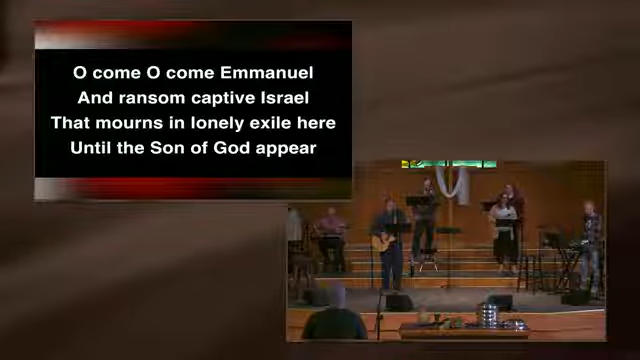 O come O come Emmanuel
And ransom captive Israel
That mourns in lonely exile here
Until the Son of God appear